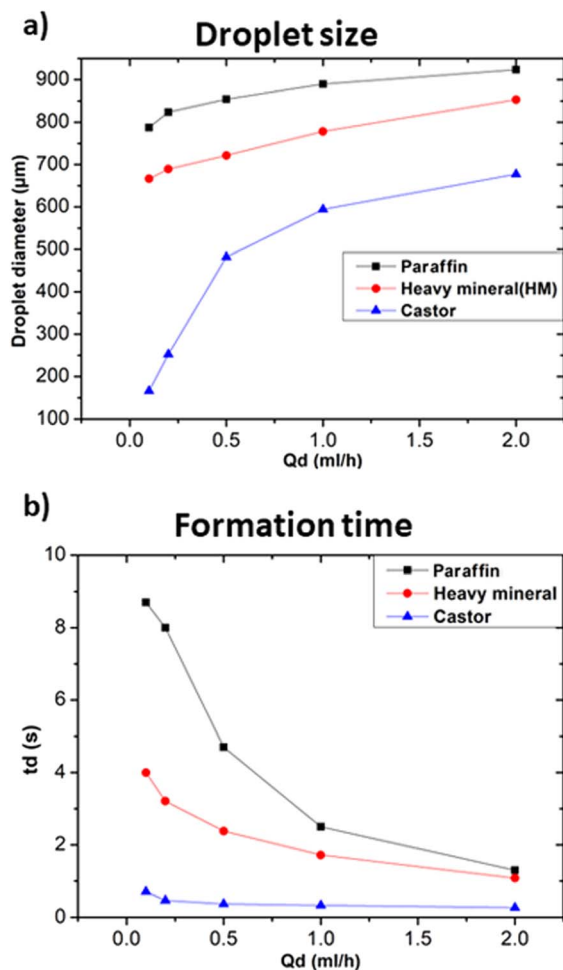 a)
Droplet size
900
800
700
600
500
400
300
200
100
Droplet diameter (µm)
Paraffin
Heavy mineral(HM)
Castor
0.0 0.5 1.0 1.5 2.0
Qd (ml/h)
b)
Formation time
10
8
6
4
2
0
td (s)
Paraffin
Heavy mineral
Castor
0.0 0.5 1.0 1.5 2.0
Qd (ml/h)